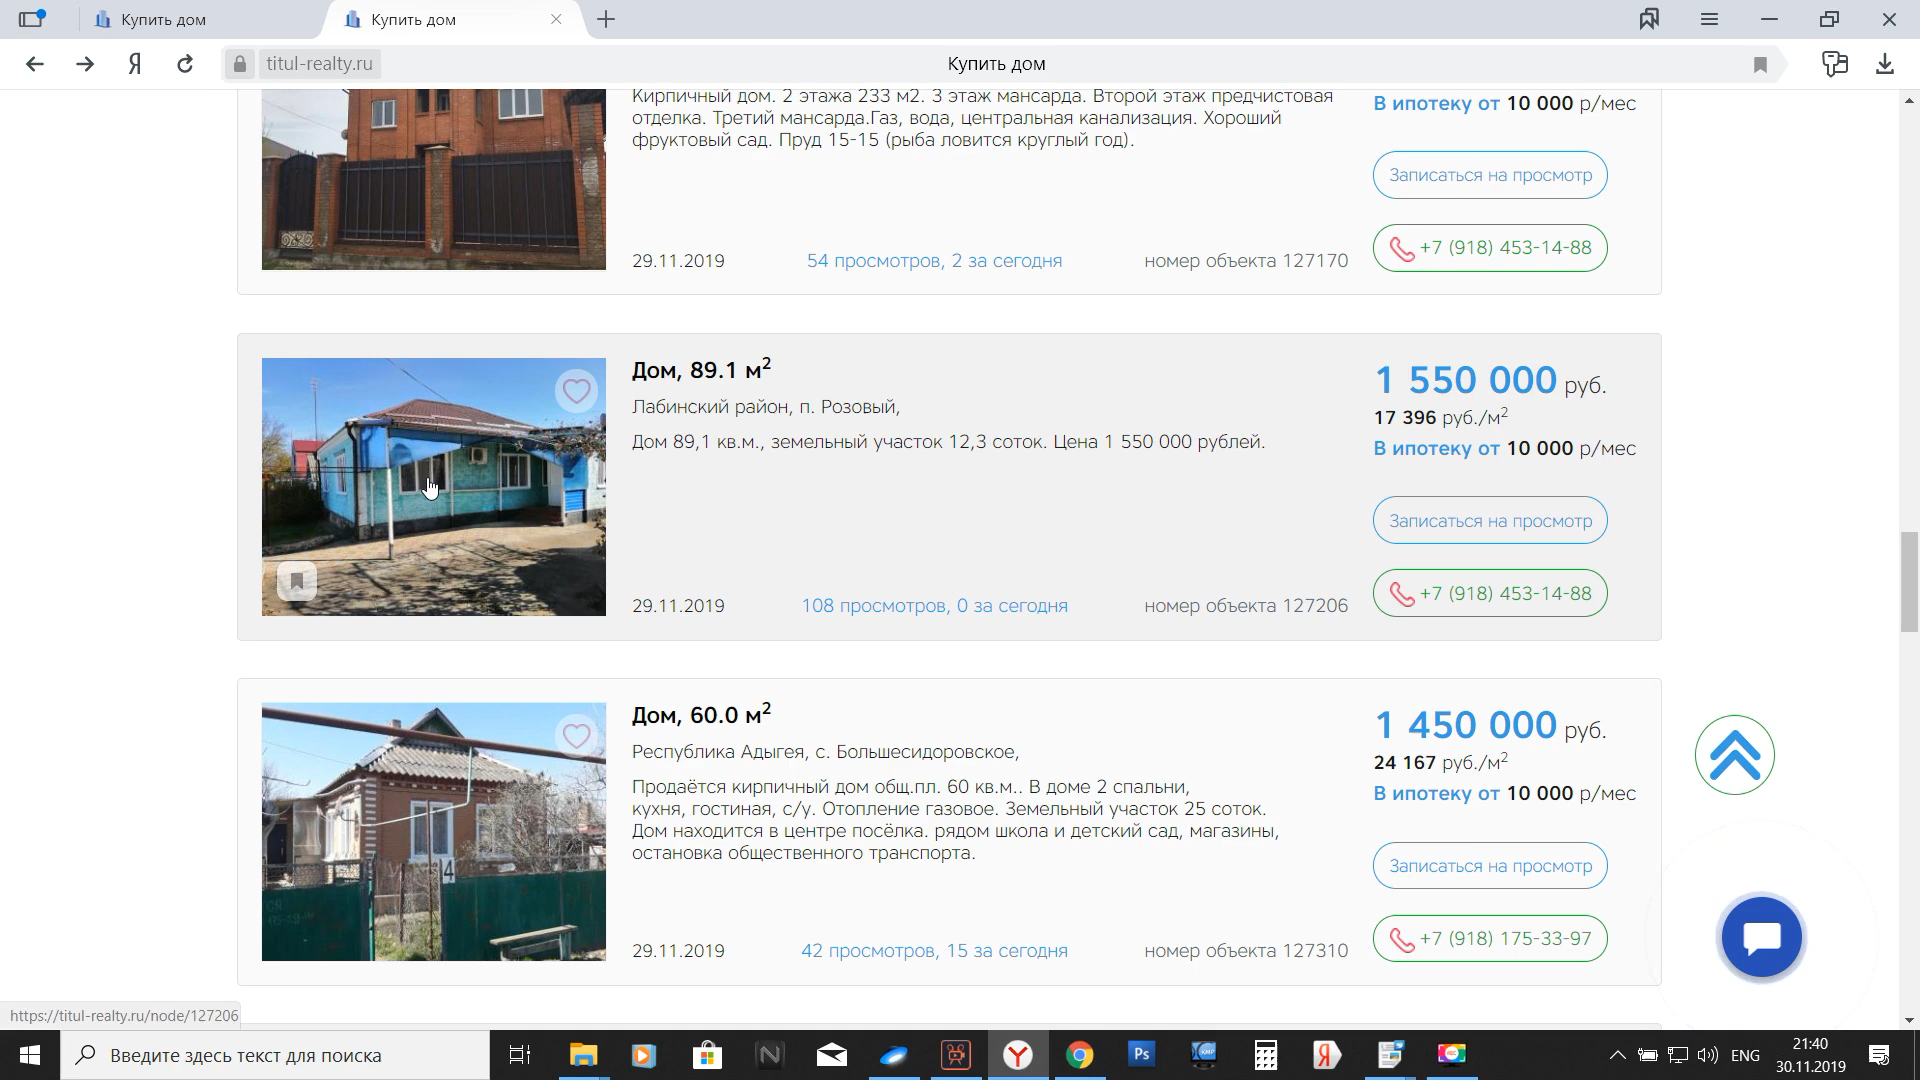 Купить дом
Купить дом
titul-realty.ru
Купить дом
Кирпичный дом. 2 этажа 233 м2. 3 этаж мансарда. Второй этаж предчистовая
отделка. Третий мансарда.Газ, вода, центральная канализация. Хороший
фруктовый сад. Пруд 15-15 (рыба ловится круглый год).
В ипотеку от 10 000 р/мес
Записаться на просмотр
29.11.2019
54 просмотров, 2 за сегодня
номер объекта 127170
+7 (918) 453-14-88
Дом, 89.1 м²
Лабинский район, п. Розовый,
Дом 89,1 кв.м., земельный участок 12,3 соток. Цена 1 550 000 рублей.
1 550 000 руб.
17 396 руб./м²
В ипотеку от 10 000 р/мес
Записаться на просмотр
29.11.2019
108 просмотров, 0 за сегодня
номер объекта 127206
+7 (918) 453-14-88
Дом, 60.0 м²
Республика Адыгея, с. Большесидоровское,
Продаётся кирпичный дом общ.пл. 60 кв.м.. В доме 2 спальни,
кухня, гостиная, с/у. Отопление газовое. Земельный участок 25 соток.
Дом находится в центре посёлка. рядом школа и детский сад, магазины,
остановка общественного транспорта.
1 450 000 руб.
24 167 руб./м²
В ипотеку от 10 000 р/мес
Записаться на просмотр
4
29.11.2019
42 просмотров, 15 за сегодня
номер объекта 127310
+7 (918) 175-33-97
https://titul-realty.ru/node/127206
Введите здесь текст для поиска
Ps
ENG
21:40
30.11.2019